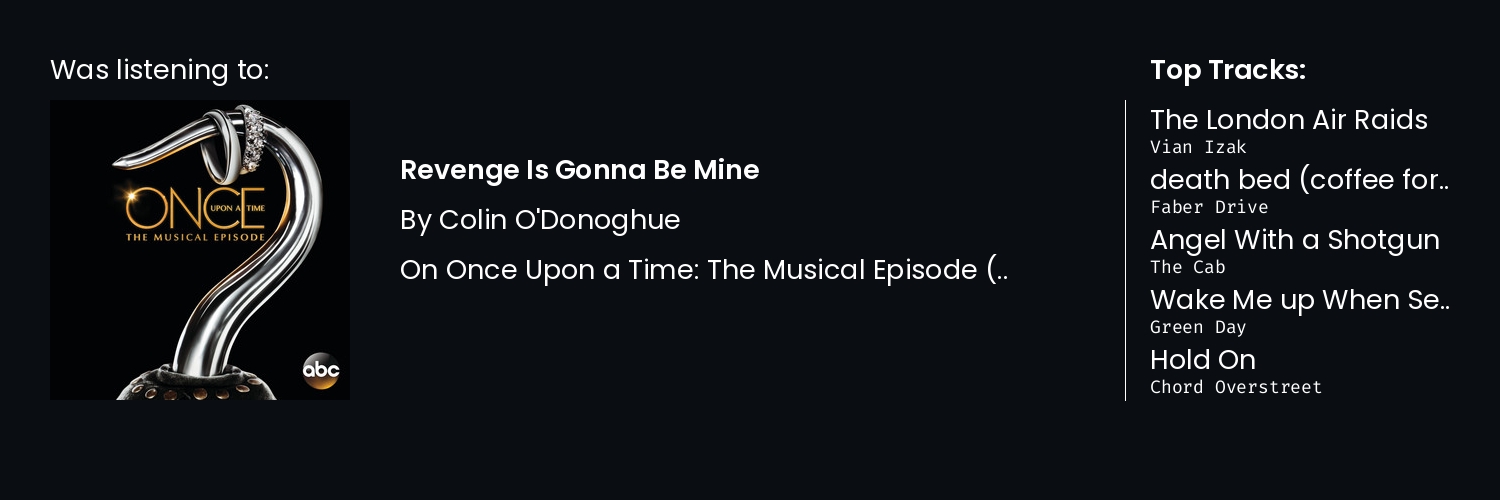 Was listening to:
ONCE
UPON A TIME
THE MUSICAL EPISODE
abc
Revenge Is Gonna Be Mine
By Colin O'Donoghue
On Once Upon a Time: The Musical Episode (..
Top Tracks:
The London Air Raids
Vian Izak
death bed (coffee for..
Faber Drive
Angel With a Shotgun
The Cab
Wake Me up When Se..
Green Day
Hold On
Chord Overstreet